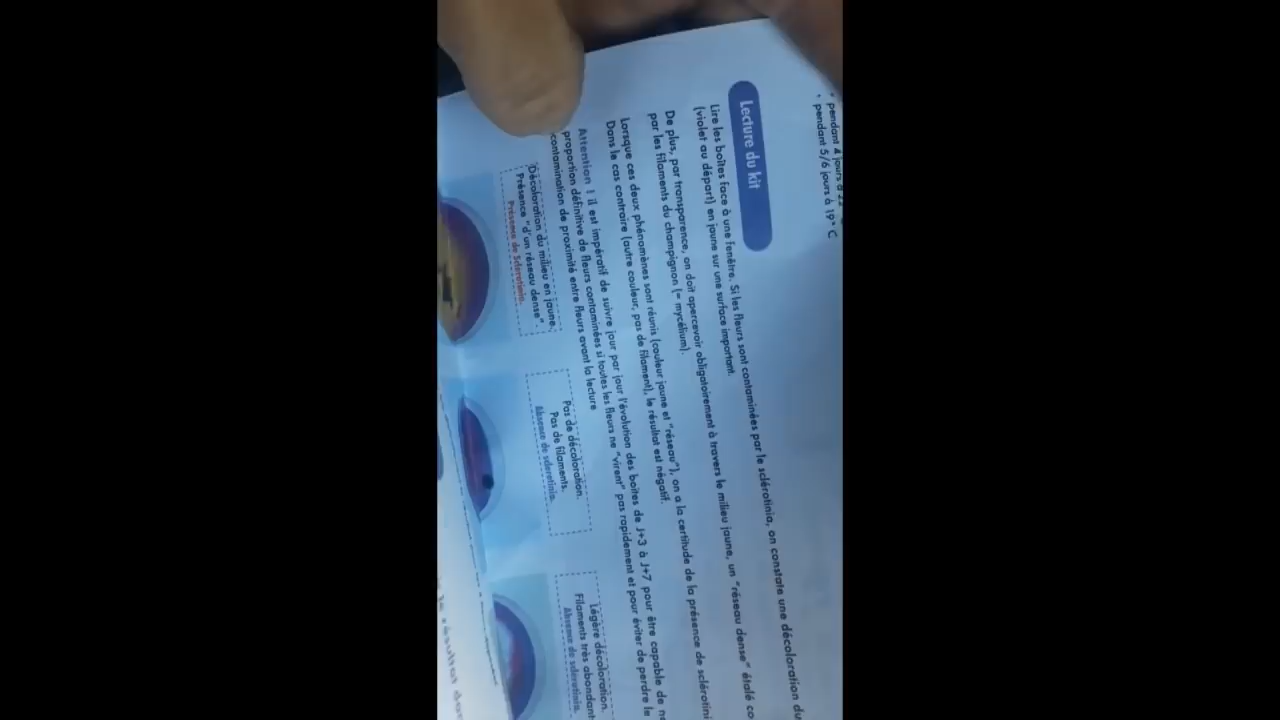 • pendant 4 jours à
• pendant 5/6 jours à 19° C
Lecture du kit
Lire les boîtes face à une fenêtre. Si les fleurs sont contaminées par le sclérotinia, on constate une décoloration du
(violet au départ) en jaune sur une surface important.
De plus, par transparence, on doit apercevoir obligatoirement à travers le milieu jaune, un "réseau dense" étalé
par les filaments du champignon (= mycélium).
Lorsque ces deux phénomènes sont réunis (couleur jaune et "réseau"), on a la certitude de la présence de
Dans le cas contraire (autre couleur, pas de filament), le résultat est négatif.
Attention ! il est impératif de suivre jour par jour l'évolution des boîtes de J+3 à J+7 pour être capable de
proportion définitive de fleurs contaminées si toutes les fleurs ne "virent" pas rapidement et pour éviter de perdre le
contamination de proximité entre fleurs avant la lecture
Décoloration du milieu en jaune.
Présence "d'un réseau dense".
Présence de Sclerotinia.
Pas de décoloration.
Pas de filaments.
Absence de sclerotinia.
Légère décoloration.
Filaments très
Absence de sclerotinia.
résultat